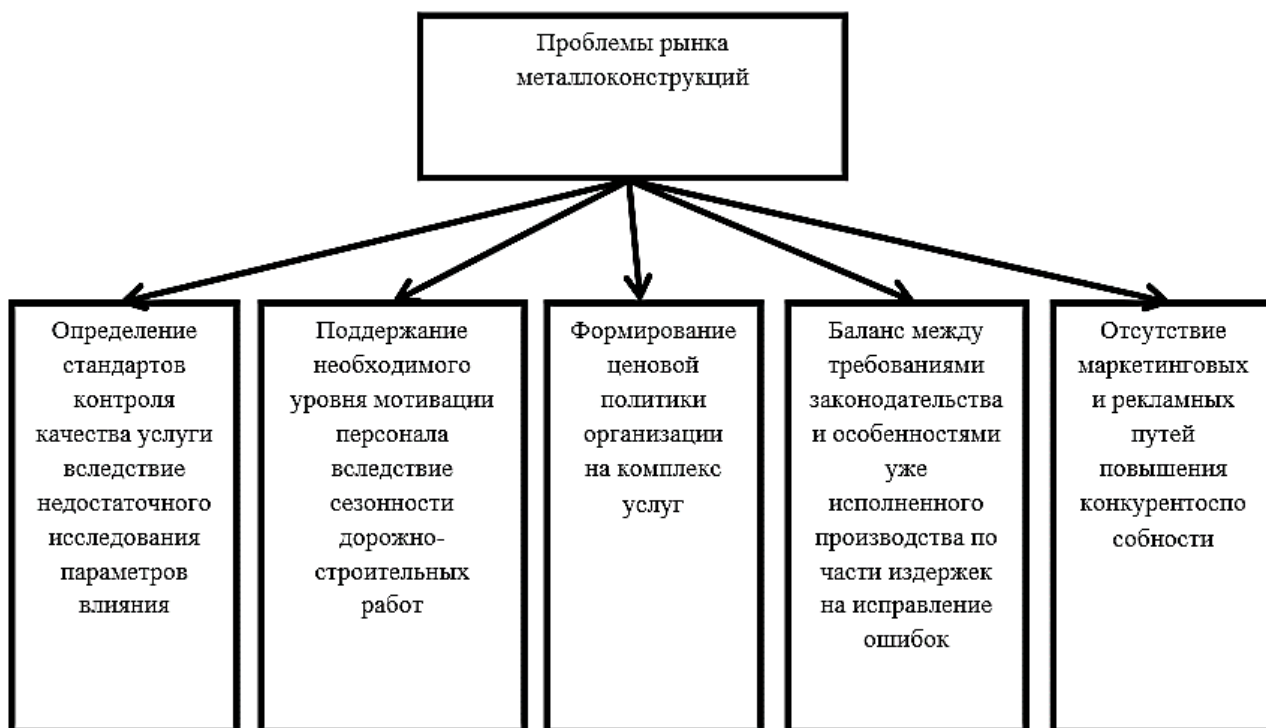 Проблемы рынка
металлоконструкций
Определение
стандартов
контроля
качества услуги
вследствие
недостаточного
исследования
параметров
влияния
Поддержание
необходимого
уровня мотивации
персонала
вследствие
сезонности
дорожно-
строительных
работ
Формирование
ценовой
политики
организации
на комплекс
услуг
Баланс между
требованиями
законодательства
и особенностями
уже
исполненного
производства по
части издержек
на исправление
ошибок
Отсутствие
маркетинговых
и рекламных
путей
повышения
конкурентоспо
собности